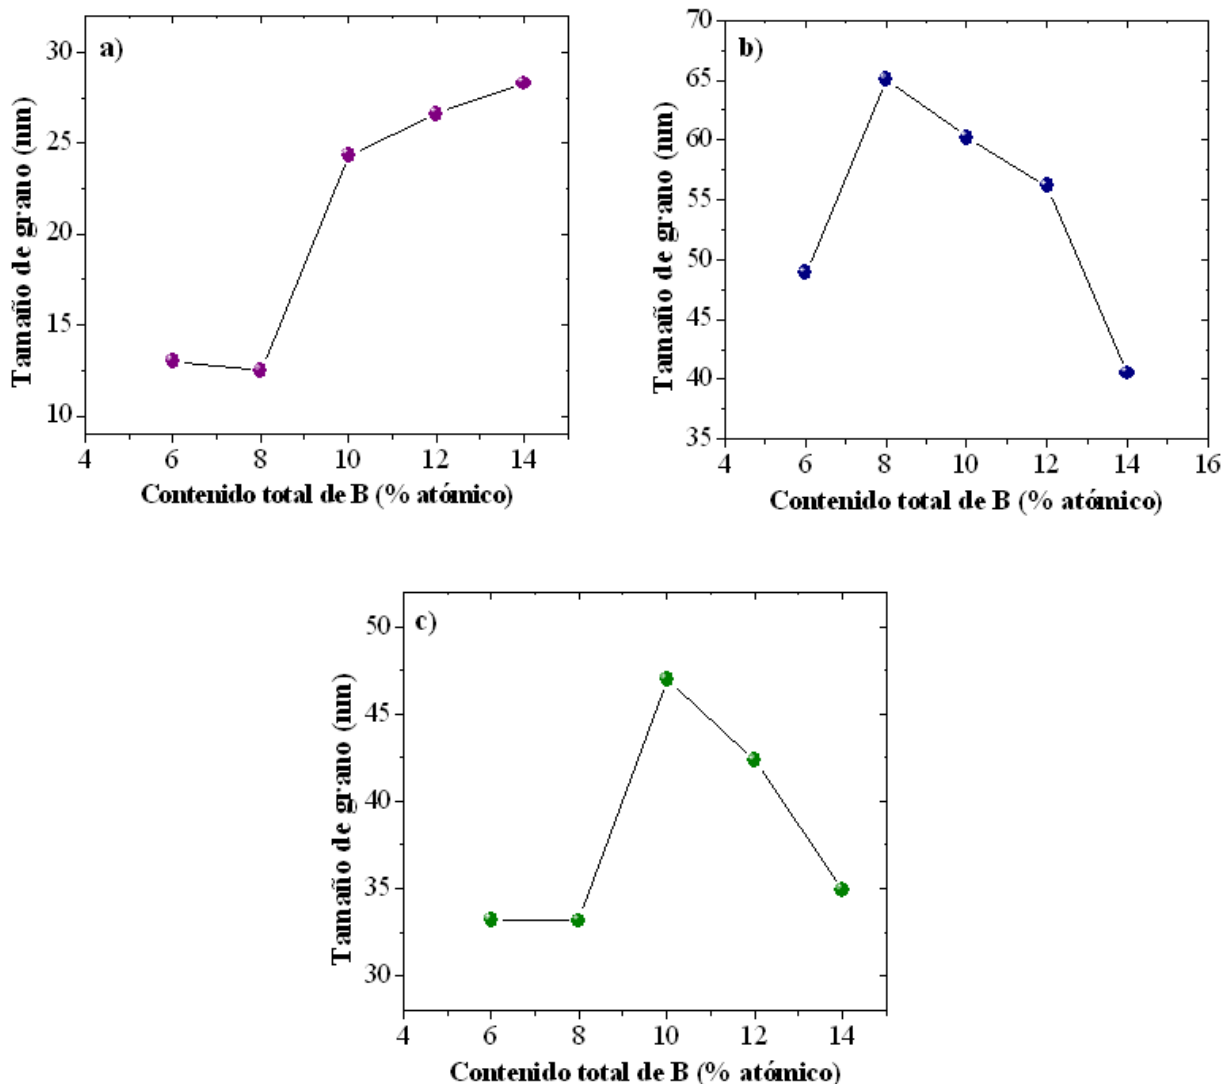 a)
30
25
20
15
10
Tamaño de grano (nm)
4 6 8 10 12 14
Contenido total de B (% atómico)
b)
70
65
60
55
50
45
40
35
Tamaño de grano (nm)
4 6 8 10 12 14 16
Contenido total de B (% atómico)
c)
50
45
40
35
30
Tamaño de grano (nm)
4 6 8 10 12 14
Contenido total de B (% atómico)